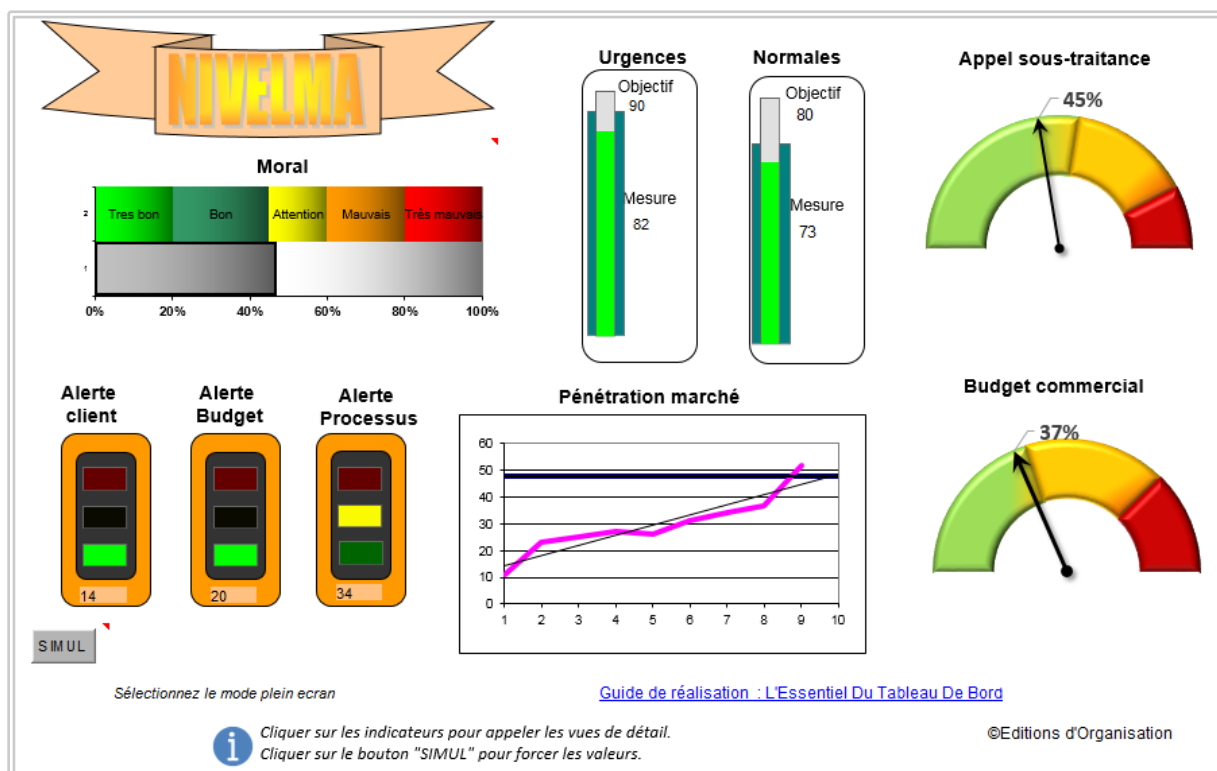 NIVELMA
Moral
2
Tres bon
Bon
Attention
Mauvais
Très mauvais
1
0%
20%
40%
60%
80%
100%
Urgences
Objectif
90
Mesure
82
Normales
Objectif
80
Mesure
73
Appel sous-traitance
45%
Alerte
client
14
Alerte
Budget
20
Alerte
Processus
34
Pénétration marché
60
50
40
30
20
10
0
1 2 3 4 5 6 7 8 9 10
Budget commercial
37%
SIMUL
Sélectionnez le mode plein ecran
Guide de réalisation : L'Essentiel Du Tableau De Bord
i
Cliquer sur les indicateurs pour appeler les vues de détail.
Cliquer sur le bouton "SIMUL" pour forcer les valeurs.
©Editions d'Organisation